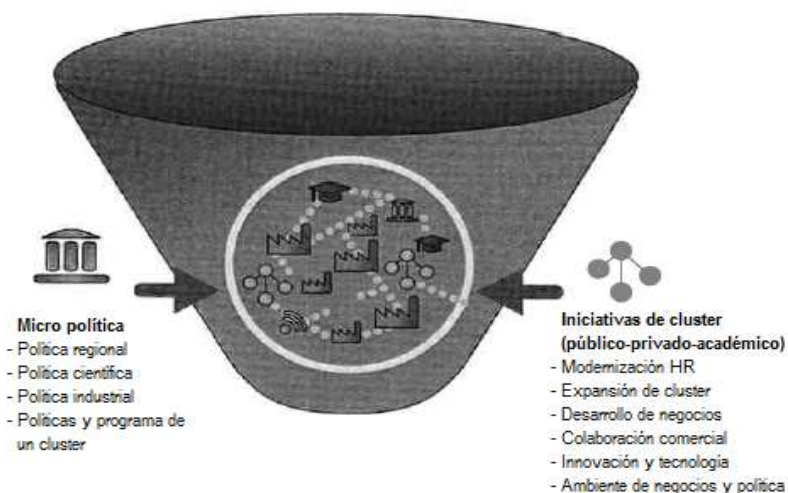 Micro política
- Política regional
- Política científica
- Política industrial
- Políticas y programa de
un cluster
Iniciativas de cluster
(público-privado-académico)
- Modernización HR
- Expansión de cluster
- Desarrollo de negocios
- Colaboración comercial
- Innovación y tecnología
- Ambiente de negocios y política